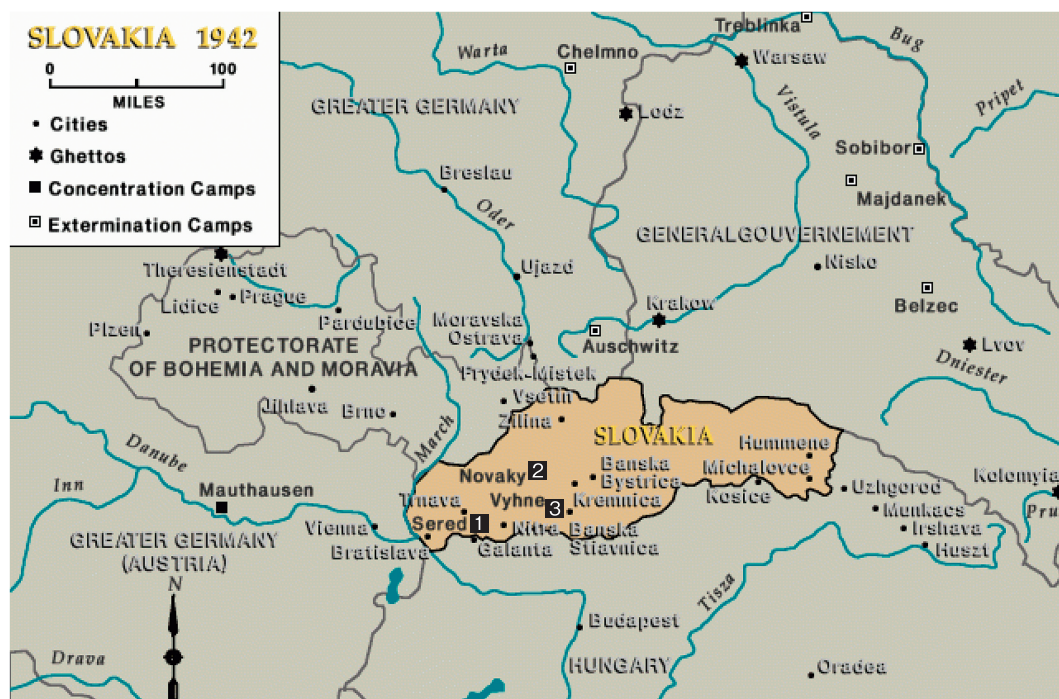 SLOVAKIA 1942
0 100
MILES
Cities
Ghettos
Concentration Camps
Extermination Camps
Treblinka
Bug
Warta
Chelmno
Warsaw
GREATER GERMANY
Vistula
Pripet
Lodz
Sobibor
Breslau
Majdanek
Oder
GENERALGOUVERNEMENT
Theresienstadt
Ujazd
Nisko
Lidice
Prague
Krakow
Belzec
Plzen
Pardubice
Moravska
Ostrava
Auschwitz
Lvov
PROTECTORATE
OF BOHEMIA AND MORAVIA
Frydek-Mistek
Dniester
Jihlava
Brno
Vsetin
Zilina
March
SLOVAKIA
Hummene
Danube
Novaky 2
Banska
Bystrica
Michalovce
Kolomyia
Inn
Mauthausen
Trnava
Vyhne 3
Kremnica
Kosice
Uzhgorod
Munkacs
Pru
Sered 1
Vienna
Nitra
Banska
Stiavnica
Irshava
GREATER GERMANY
(AUSTRIA)
Bratislava
Galanta
Huszt
N
Tisza
Budapest
Drava
HUNGARY
Oradea